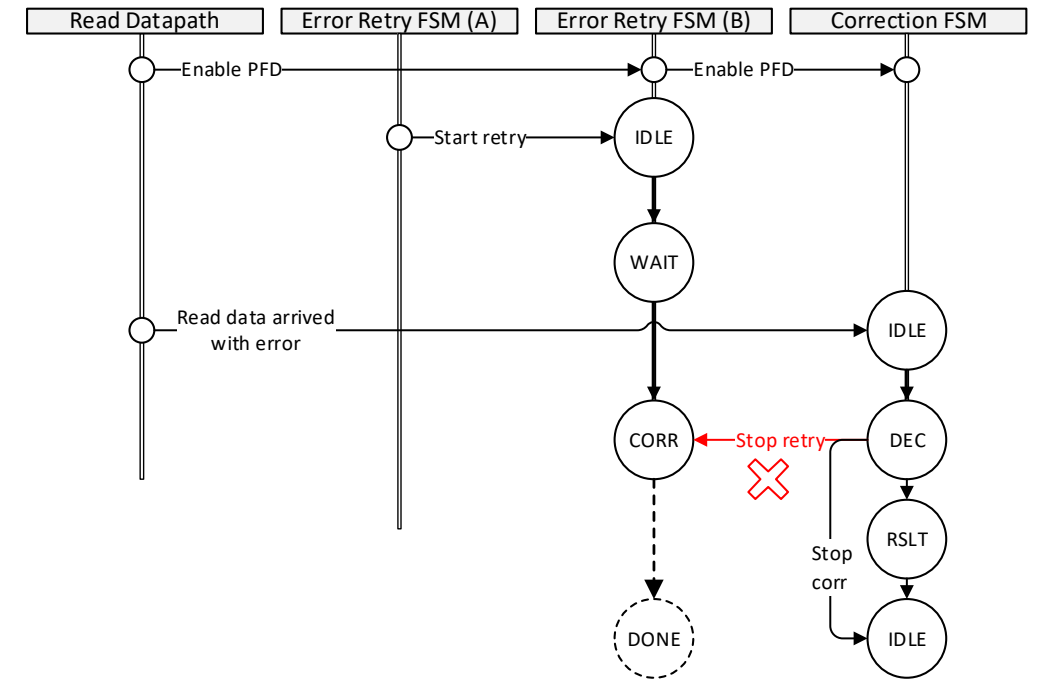 Read Datapath
Error Retry FSM (A)
Error Retry FSM (B)
Correction FSM
Enable PFD
Enable PFD
Start retry
IDLE
WAIT
Read data arrived
with error
IDLE
CORR
Stop retry
DEC
RSLT
Stop
corr
DONE
IDLE